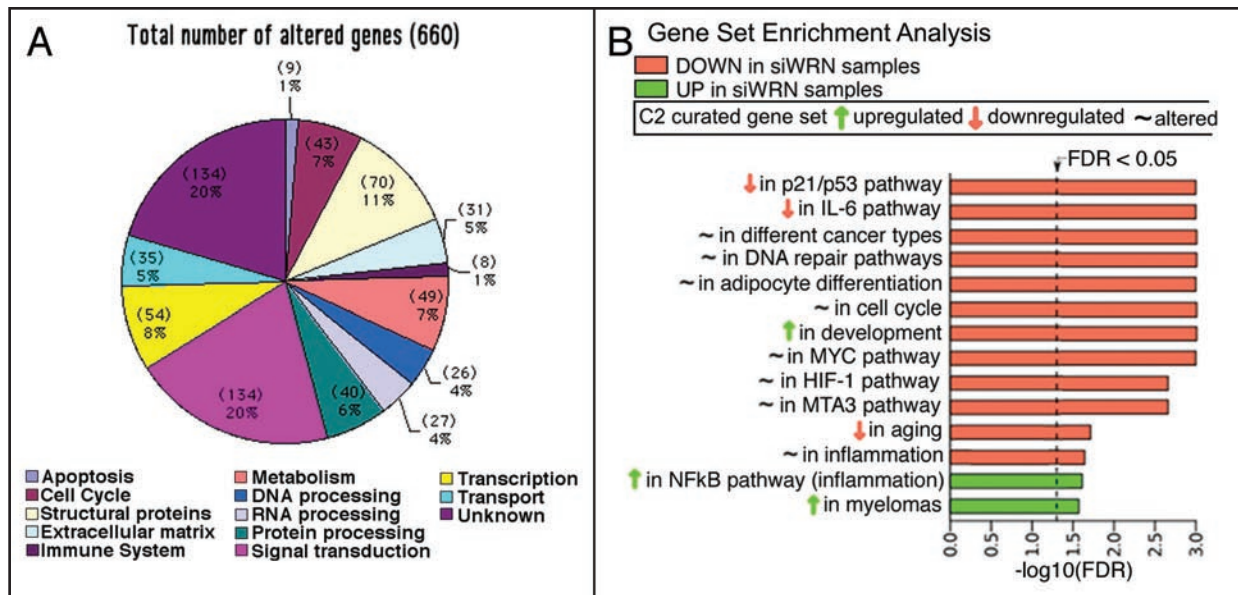 A
Total number of altered genes (660)
(9)
1%
(43)
7%
(70)
11%
(31)
5%
(8)
1%
(49)
7%
(26)
4%
(27)
4%
(40)
6%
(134)
20%
(54)
8%
(35)
5%
(134)
20%
Apoptosis
Cell Cycle
Structural proteins
Extracellular matrix
Immune System
Metabolism
DNA processing
RNA processing
Protein processing
Signal transduction
Transcription
Transport
Unknown
B
Gene Set Enrichment Analysis
DOWN in siWRN samples
UP in siWRN samples
C2 curated gene set ⬆ upregulated ⬇ downregulated ~altered
FDR < 0.05
⬇ in p21/p53 pathway
⬇ in IL-6 pathway
~ in different cancer types
~ in DNA repair pathways
~ in adipocyte differentiation
~ in cell cycle
⬆ in development
~ in MYC pathway
~ in HIF-1 pathway
~ in MTA3 pathway
⬇ in aging
~ in inflammation
⬆ in NFkB pathway (inflammation)
⬆ in myelomas
0.0 0.5 1.0 1.5 2.0 2.5 3.0
-log10(FDR)